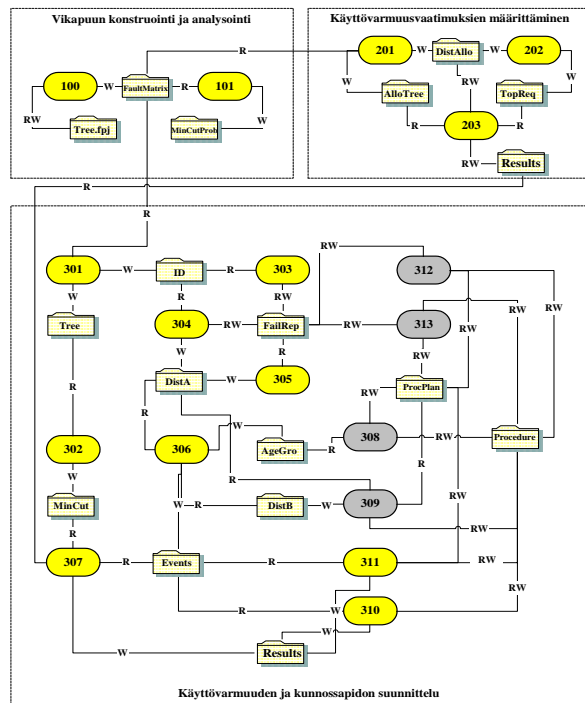 Vikapuun konstruointi ja analysointi
Käyttövarmuusvaatimuksien määrittäminen
R
201
W
DistAllo
W
202
100
W
FaultMatrix
R
101
W
RW
W
RW
W
AlloTree
TopReq
Tree.fpj
MinCutProb
R
203
R
RW
Results
R
R
301
W
ID
R
303
RW
312
W
R
RW
RW
RW
Tree
304
RW
FailRep
RW
313
W
R
RW
RW
DistA
W
305
ProcPlan
R
R
RW
R
302
306
W
AgeGro
R
308
RW
Procedure
W
R
R
MinCut
W
R
DistB
W
309
R
RW
RW
307
R
Events
R
311
RW
RW
R
310
W
Results
W
W
Käyttövarmuuden ja kunnossapidon suunnittelu